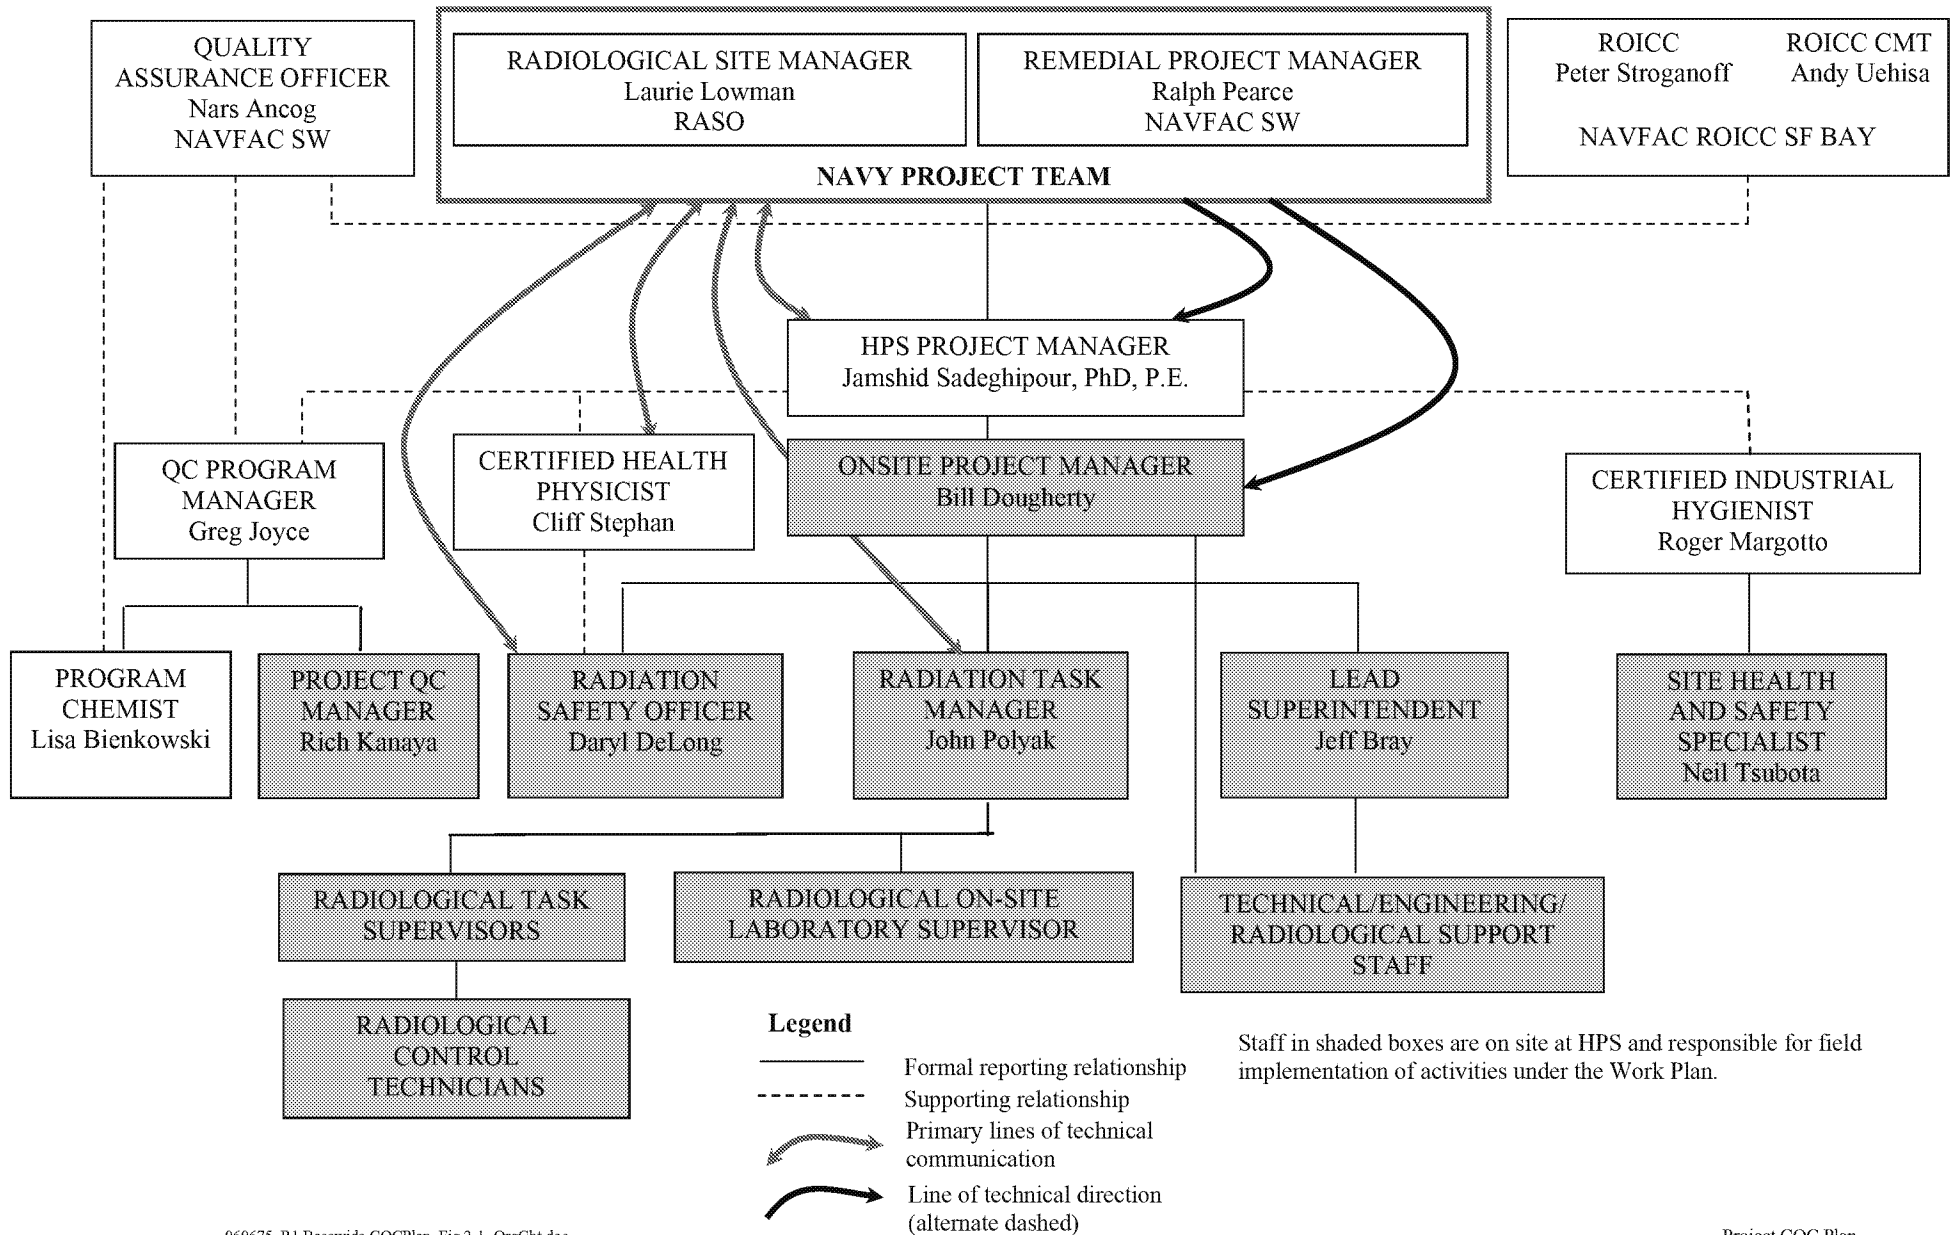 QUALITY
ASSURANCE OFFICER
Nars Ancog
NAVFAC SW
RADIOLOGICAL SITE MANAGER
Laurie Lowman
RASO
REMEDIAL PROJECT MANAGER
Ralph Pearce
NAVFAC SW
NAVY PROJECT TEAM
ROICC
Peter Stroganoff
ROICC CMT
Andy Uehisa
NAVFAC ROICC SF BAY
HPS PROJECT MANAGER
Jamshid Sadeghipour, PhD, P.E.
QC PROGRAM
MANAGER
Greg Joyce
CERTIFIED HEALTH
PHYSICIST
Cliff Stephan
ONSITE PROJECT MANAGER
Bill Dougherty
CERTIFIED INDUSTRIAL
HYGIENIST
Roger Margotto
PROGRAM
CHEMIST
Lisa Bienkowski
PROJECT QC
MANAGER
Rich Kanaya
RADIATION
SAFETY OFFICER
Daryl DeLong
RADIATION TASK
MANAGER
John Polyak
LEAD
SUPERINTENDENT
Jeff Bray
SITE HEALTH
AND SAFETY
SPECIALIST
Neil Tsubota
RADIOLOGICAL TASK
SUPERVISORS
RADIOLOGICAL ON-SITE
LABORATORY SUPERVISOR
TECHNICAL/ENGINEERING/
RADIOLOGICAL SUPPORT
STAFF
RADIOLOGICAL
CONTROL
TECHNICIANS
Legend
Formal reporting relationship
Supporting relationship
Primary lines of technical
communication
Line of technical direction
(alternate dashed)
Staff in shaded boxes are on site at HPS and responsible for field
implementation of activities under the Work Plan.